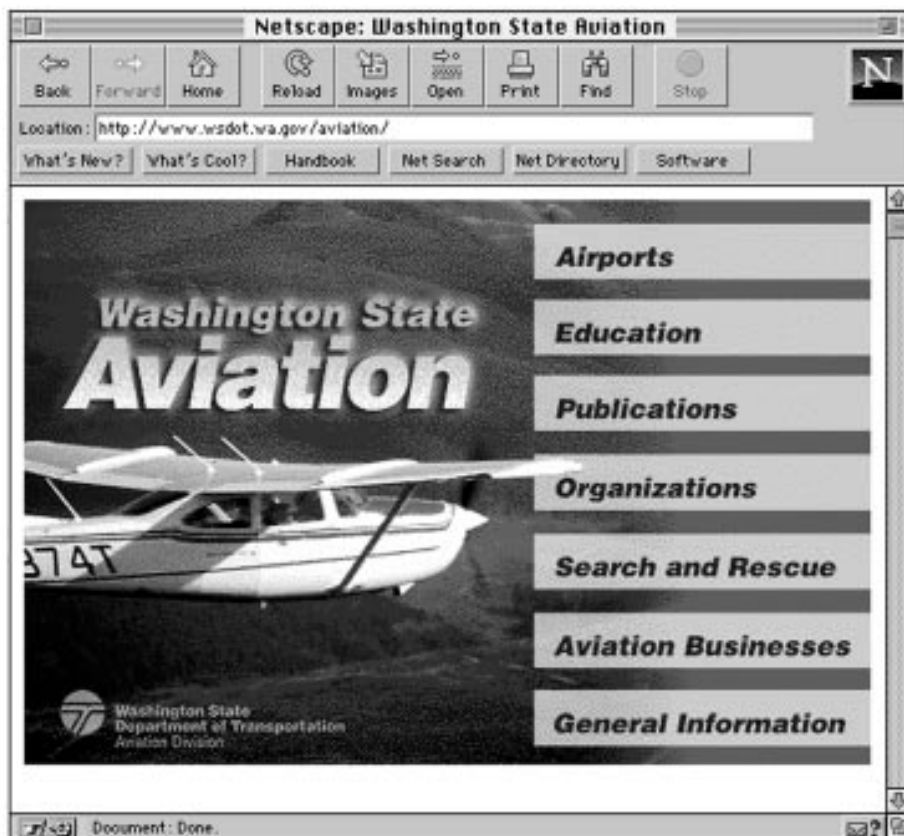 Netscape: Washington State Aviation
Back Forward Home Reload Images Open Print Find Stop
N
Location: http://www.wsdot.wa.gov/aviation/
What's New? What's Cool? Handbook Net Search Net Directory Software
Washington State
Aviation
Airports
Education
Publications
Organizations
Search and Rescue
Aviation Businesses
General Information
374T
Washington State
Department of Transportation
Aviation Division
Document: Done.
?